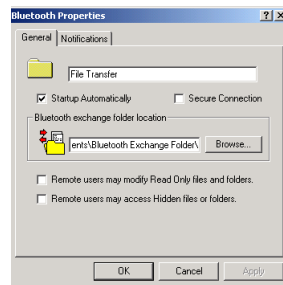 Bluetooth Properties
General Notifications
File Transfer
Startup Automatically Secure Connection
Bluetooth exchange folder location
ents\Bluetooth Exchange Folder\ Browse...
Remote users may modify Read Only files and folders.
Remote users may access Hidden files or folders.
OK Cancel Apply